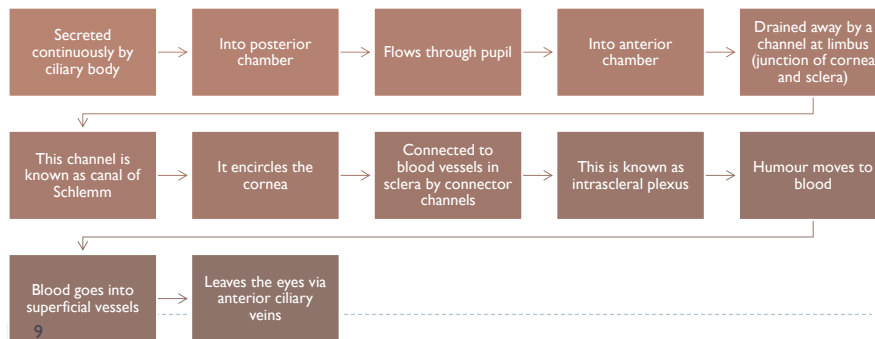 Secreted
continuously by
ciliary body
Into posterior
chamber
Flows through pupil
Into anterior
chamber
Drained away by a
channel at limbus
(junction of cornea
and sclera)
This channel is
known as canal of
Schlemm
It encircles the
cornea
Connected to
blood vessels in
sclera by connector
channels
This is known as
intrascleral plexus
Humour moves to
blood
Blood goes into
superficial vessels
Leaves the eyes via
anterior ciliary
veins
9